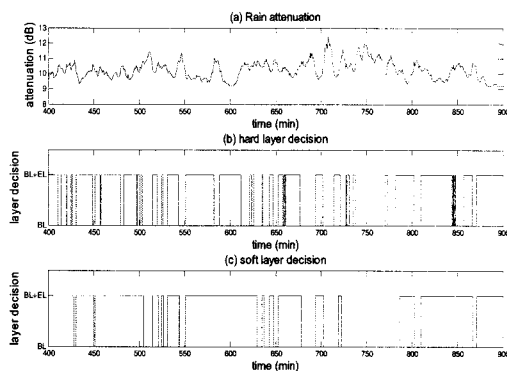 (a) Rain attenuation
attenuation (dB)
13
12
11
10
9
8
400 450 500 550 600 650 700 750 800 850 900
time (min)
(b) hard layer decision
layer decision
BL+EL
BL
400 450 500 550 600 650 700 750 800 850 900
time (min)
(c) soft layer decision
layer decision
BL+EL
BL
400 450 500 550 600 650 700 750 800 850 900
time (min)